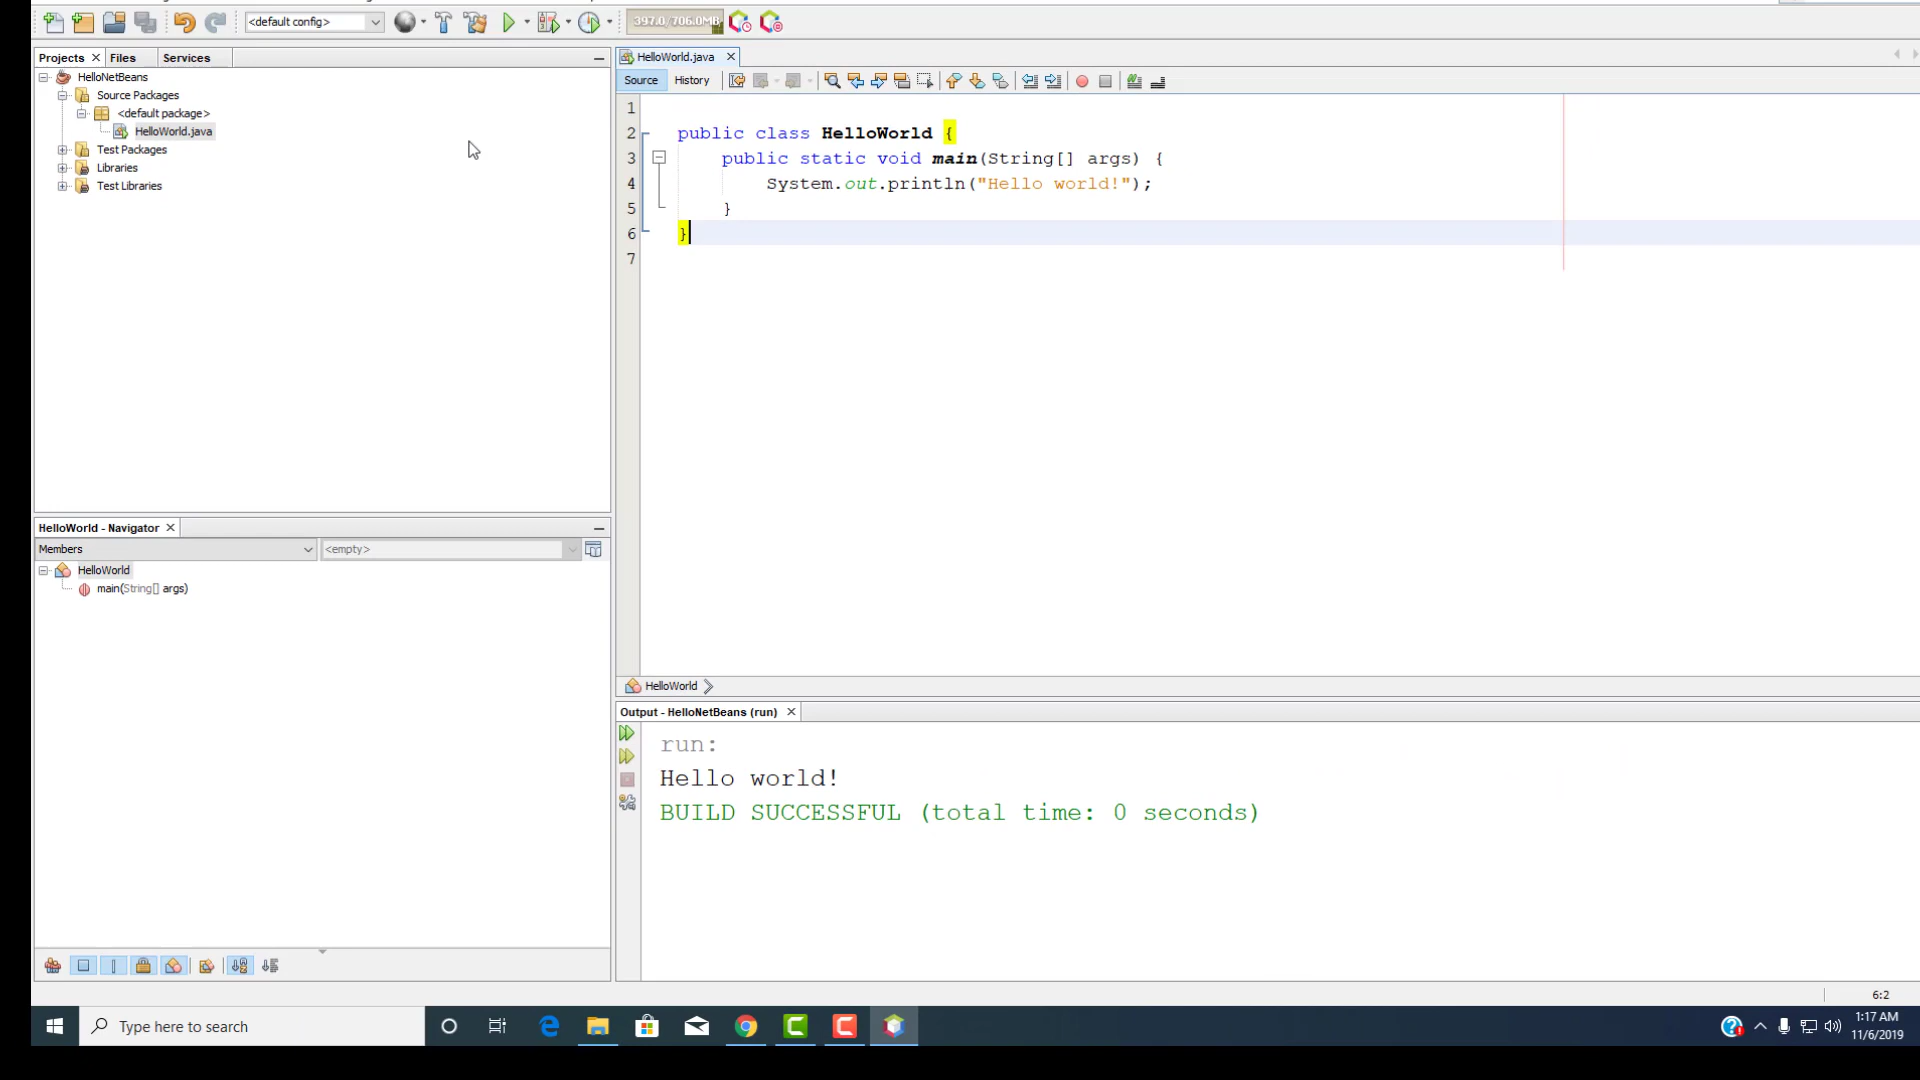 <default config>
397.0/706.0MB
Projects
Files
Services
HelloNetBeans
Source Packages
<default package>
HelloWorld.java
Test Packages
Libraries
Test Libraries
HelloWorld - Navigator
Members
<empty>
HelloWorld
main(String[] args)
HelloWorld.java
Source
History
1
2 public class HelloWorld {
3 public static void main(String[] args) {
4 System.out.println("Hello world!");
5 }
6 }
7
HelloWorld
Output - HelloNetBeans (run)
run:
Hello world!
BUILD SUCCESSFUL (total time: 0 seconds)
6:2
Type here to search
1:17 AM
11/6/2019